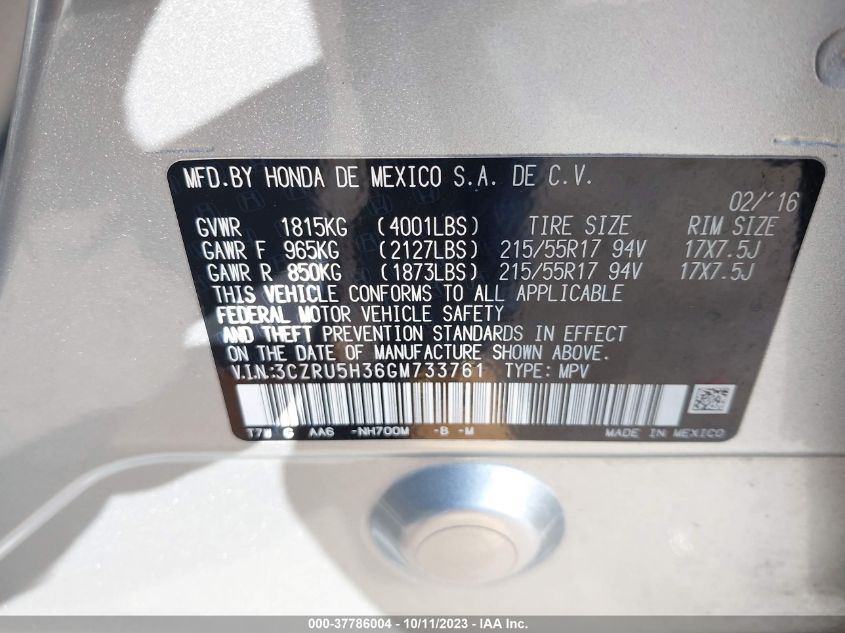 MFD.BY HONDA DE MEXICO S.A. DE C.V.
02/'16
GVWR 1815KG (4001LBS) TIRE SIZE RIM SIZE
GAWR F 965KG (2127LBS) 215/55R17 94V 17X7.5J
GAWR R 850KG (1873LBS) 215/55R17 94V 17X7.5J
THIS VEHICLE CONFORMS TO ALL APPLICABLE
FEDERAL MOTOR VEHICLE SAFETY
AND THEFT PREVENTION STANDARDS IN EFFECT
ON THE DATE OF MANUFACTURE SHOWN ABOVE.
V.I.N:3CZRU5H36GM733761 TYPE: MPV
G AA6 -NH700M -B -M MADE IN MEXICO
000-37786004 - 10/11/2023 - IAA Inc.